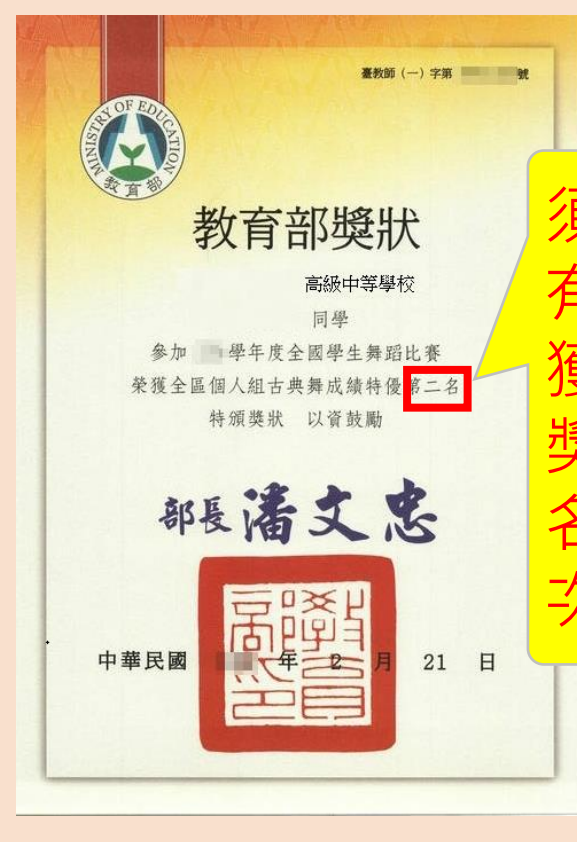 臺教師（一）字第 號
MINISTRY OF EDUCATION
教育部
教育部獎狀
高級中等學校
同學
參加 學年度全國學生舞蹈比賽
榮獲全區個人組古典舞成績特優第二名
特頒獎狀 以資鼓勵
部長潘文忠
中華民國 年 2 月 21 日
須
有
獲
獎
名
次